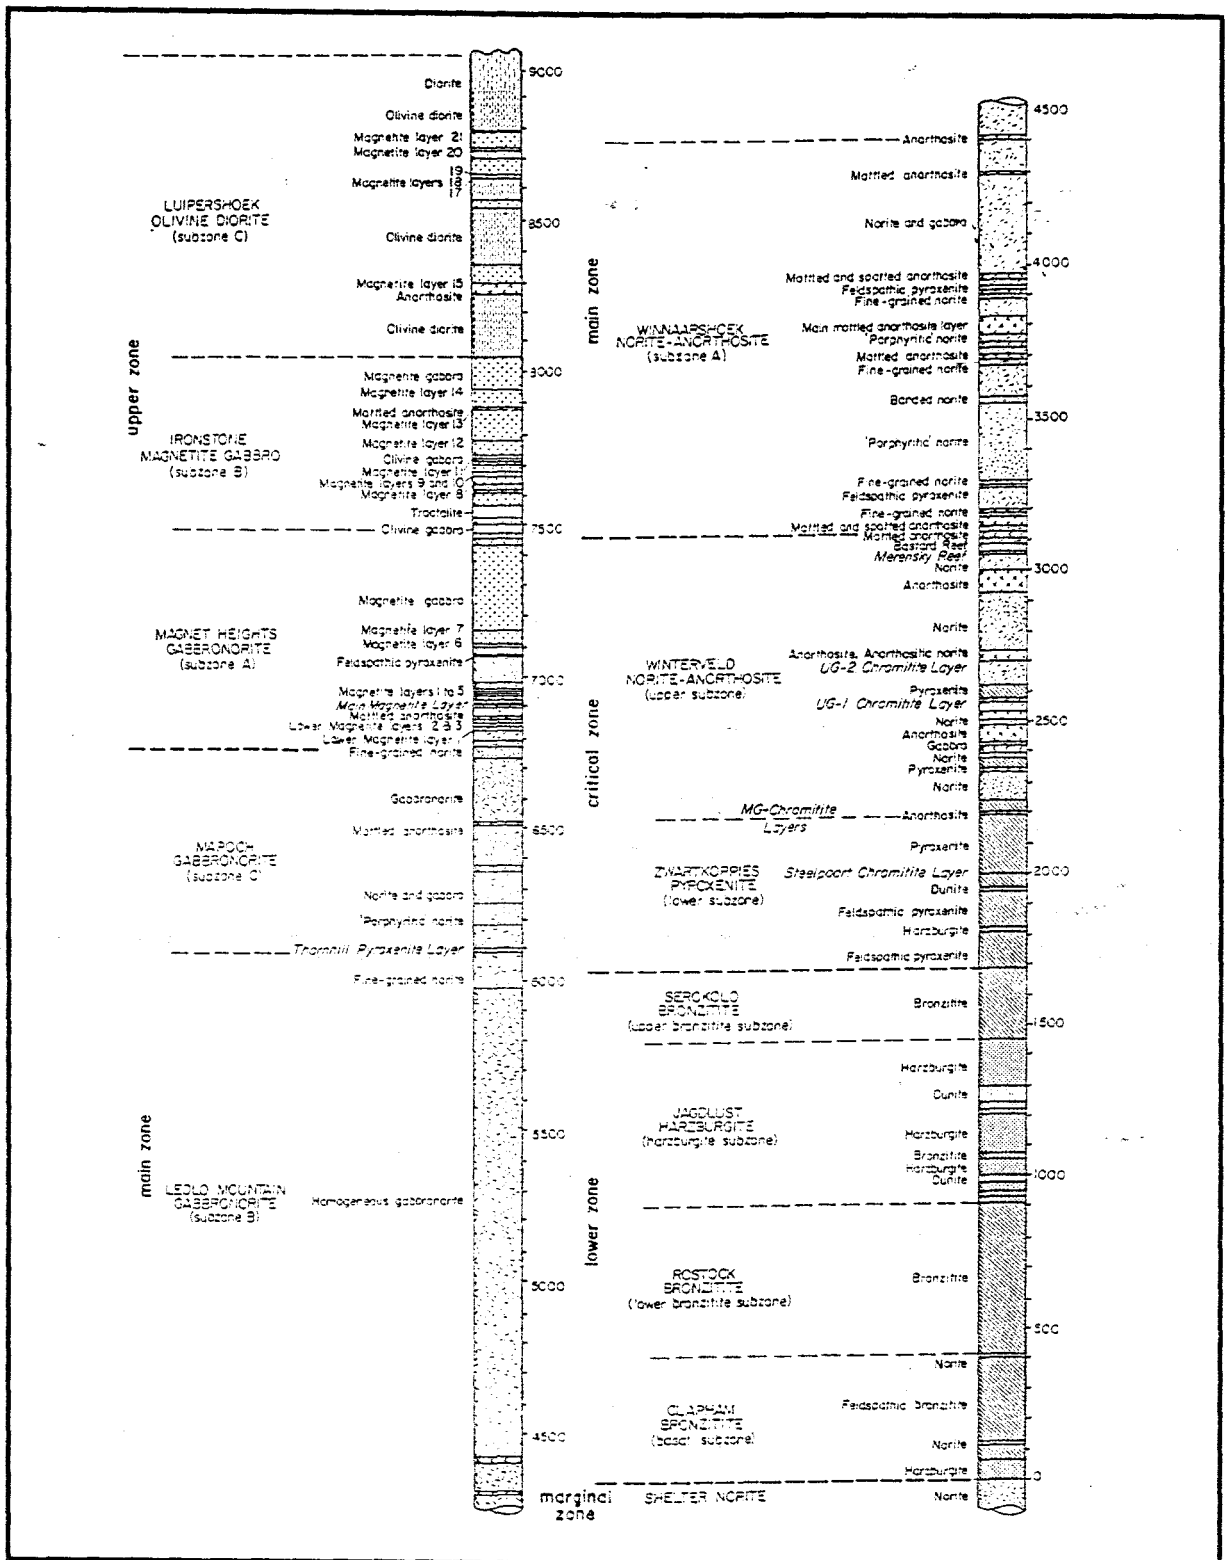 9000
Diorite
Olivine diorite
Magnetite layer 21
Magnetite layer 20
19
Magnetite layers 18
17
LUIPERSHOEK
OLIVINE DIORITE
(subzone C)
8500
Olivine diorite
Magnetite layer 15
Anorthosite
Olivine diorite
upper zone
8000
Magnetite gabbro
Magnetite layer 14
Mottled anorthosite
Magnetite layer 13
Magnetite layer 12
IRONSTONE
MAGNETITE GABBRO
(subzone B)
Olivine gabbro
Magnetite layer 11
Magnetite layers 9 and 10
Magnetite layer 8
Troctolite
Olivine gabbro
7500
Magnetite gabbro
MAGNET HEIGHTS
GABBRONORITE
(subzone A)
Magnetite layer 7
Magnetite layer 6
Feldspathic pyroxenite
7000
Magnetite layers 1 to 5
Main Magnetite Layer
Mottled anorthosite
Lower Magnetite layers 2 & 3
Lower Magnetite layer 1
Fine-grained norite
Gabbronorite
6500
Mottled anorthosite
MAPOCH
GABBRONORITE
(subzone C)
Norite and gabbro
'Porphyritic' norite
Thornhill Pyroxenite Layer
Fine-grained norite
6000
main zone
5500
LEOLO MOUNTAIN
GABBRONORITE
(subzone B)
Homogeneous gabbronorite
5000
4500
4500
Anorthosite
Mottled anorthosite
Norite and gabbro
4000
main zone
Mottled and spotted anorthosite
Feldspathic pyroxenite
Fine-grained norite
Main mottled anorthosite layer
'Porphyritic' norite
WINNAARSHOEK
NORITE-ANORTHOSITE
(subzone A)
Mottled anorthosite
Fine-grained norite
Banded norite
3500
'Porphyritic' norite
Fine-grained norite
Feldspathic pyroxenite
Fine-grained norite
Mottled and spotted anorthosite
Mottled anorthosite
Bastard Reef
Merensky Reef
Norite
3000
Anorthosite
Norite
Anorthosite, Anorthositic norite
UG-2 Chromitite Layer
WINTERVELD
NORITE-ANORTHOSITE
(upper subzone)
Pyroxenite
UG-1 Chromitite Layer
Norite
2500
Anorthosite
Gabbro
Norite
Pyroxenite
Norite
critical zone
MG-Chromitite
Layers
Anorthosite
Pyroxenite
ZWARTKOPPIES
PYROXENITE
(lower subzone)
Steelpoort Chromitite Layer
2000
Dunite
Feldspathic pyroxenite
Harzburgite
Feldspathic pyroxenite
SEROKOLO
BRONZITITE
(upper bronzitite subzone)
Bronzitite
1500
Harzburgite
Dunite
JAGDLUST
HARZBURGITE
(harzburgite subzone)
Harzburgite
Bronzitite
Harzburgite
Dunite
1000
lower zone
ROSTOCK
BRONZITITE
(lower bronzitite subzone)
Bronzitite
500
Norite
CLAPHAM
BRONZITITE
(basal subzone)
Feldspathic bronzitite
Norite
Harzburgite
0
marginal
zone
SHELTER NORITE
Norite